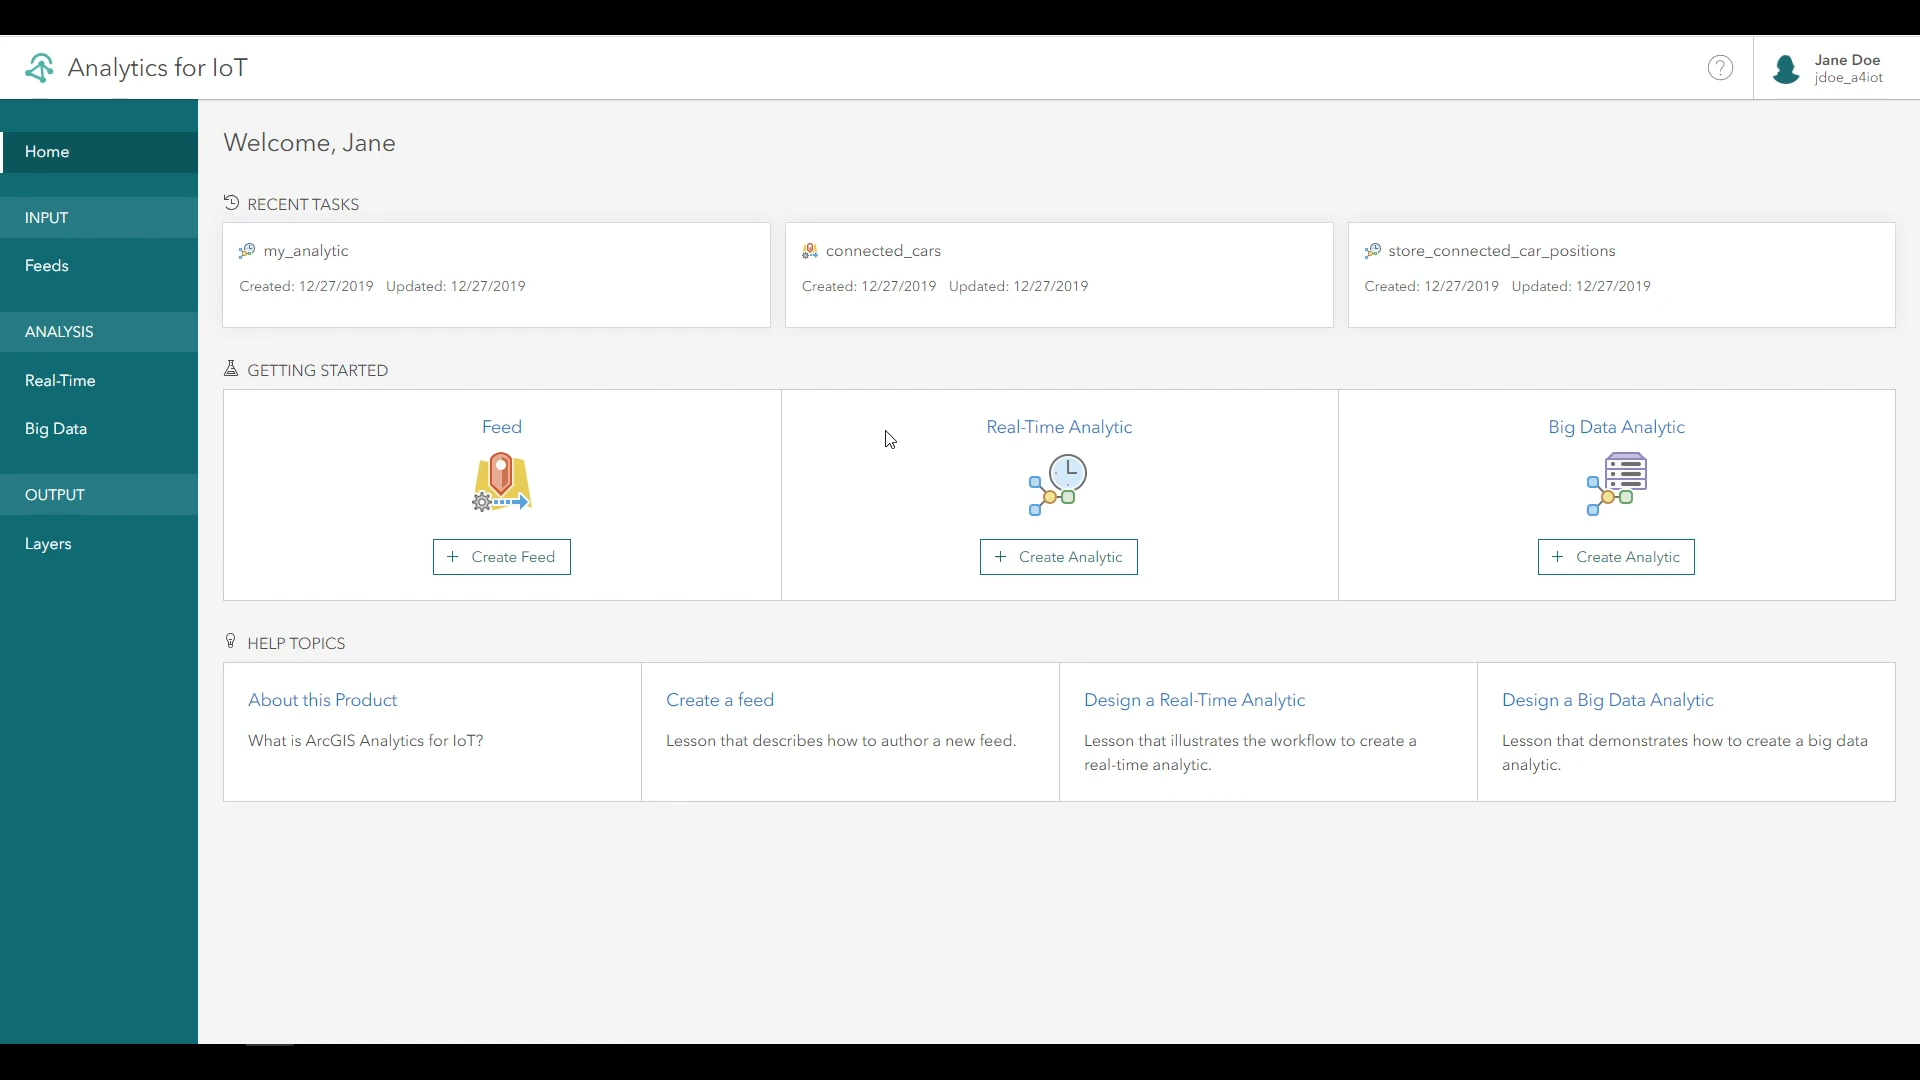 Analytics for IoT
?
Jane Doe
jdoe_a4iot
Home
INPUT
Feeds
ANALYSIS
Real-Time
Big Data
OUTPUT
Layers
Welcome, Jane
RECENT TASKS
my_analytic
Created: 12/27/2019 Updated: 12/27/2019
connected_cars
Created: 12/27/2019 Updated: 12/27/2019
store_connected_car_positions
Created: 12/27/2019 Updated: 12/27/2019
GETTING STARTED
Feed
+ Create Feed
Real-Time Analytic
+ Create Analytic
Big Data Analytic
+ Create Analytic
HELP TOPICS
About this Product
What is ArcGIS Analytics for IoT?
Create a feed
Lesson that describes how to author a new feed.
Design a Real-Time Analytic
Lesson that illustrates the workflow to create a
real-time analytic.
Design a Big Data Analytic
Lesson that demonstrates how to create a big data
analytic.